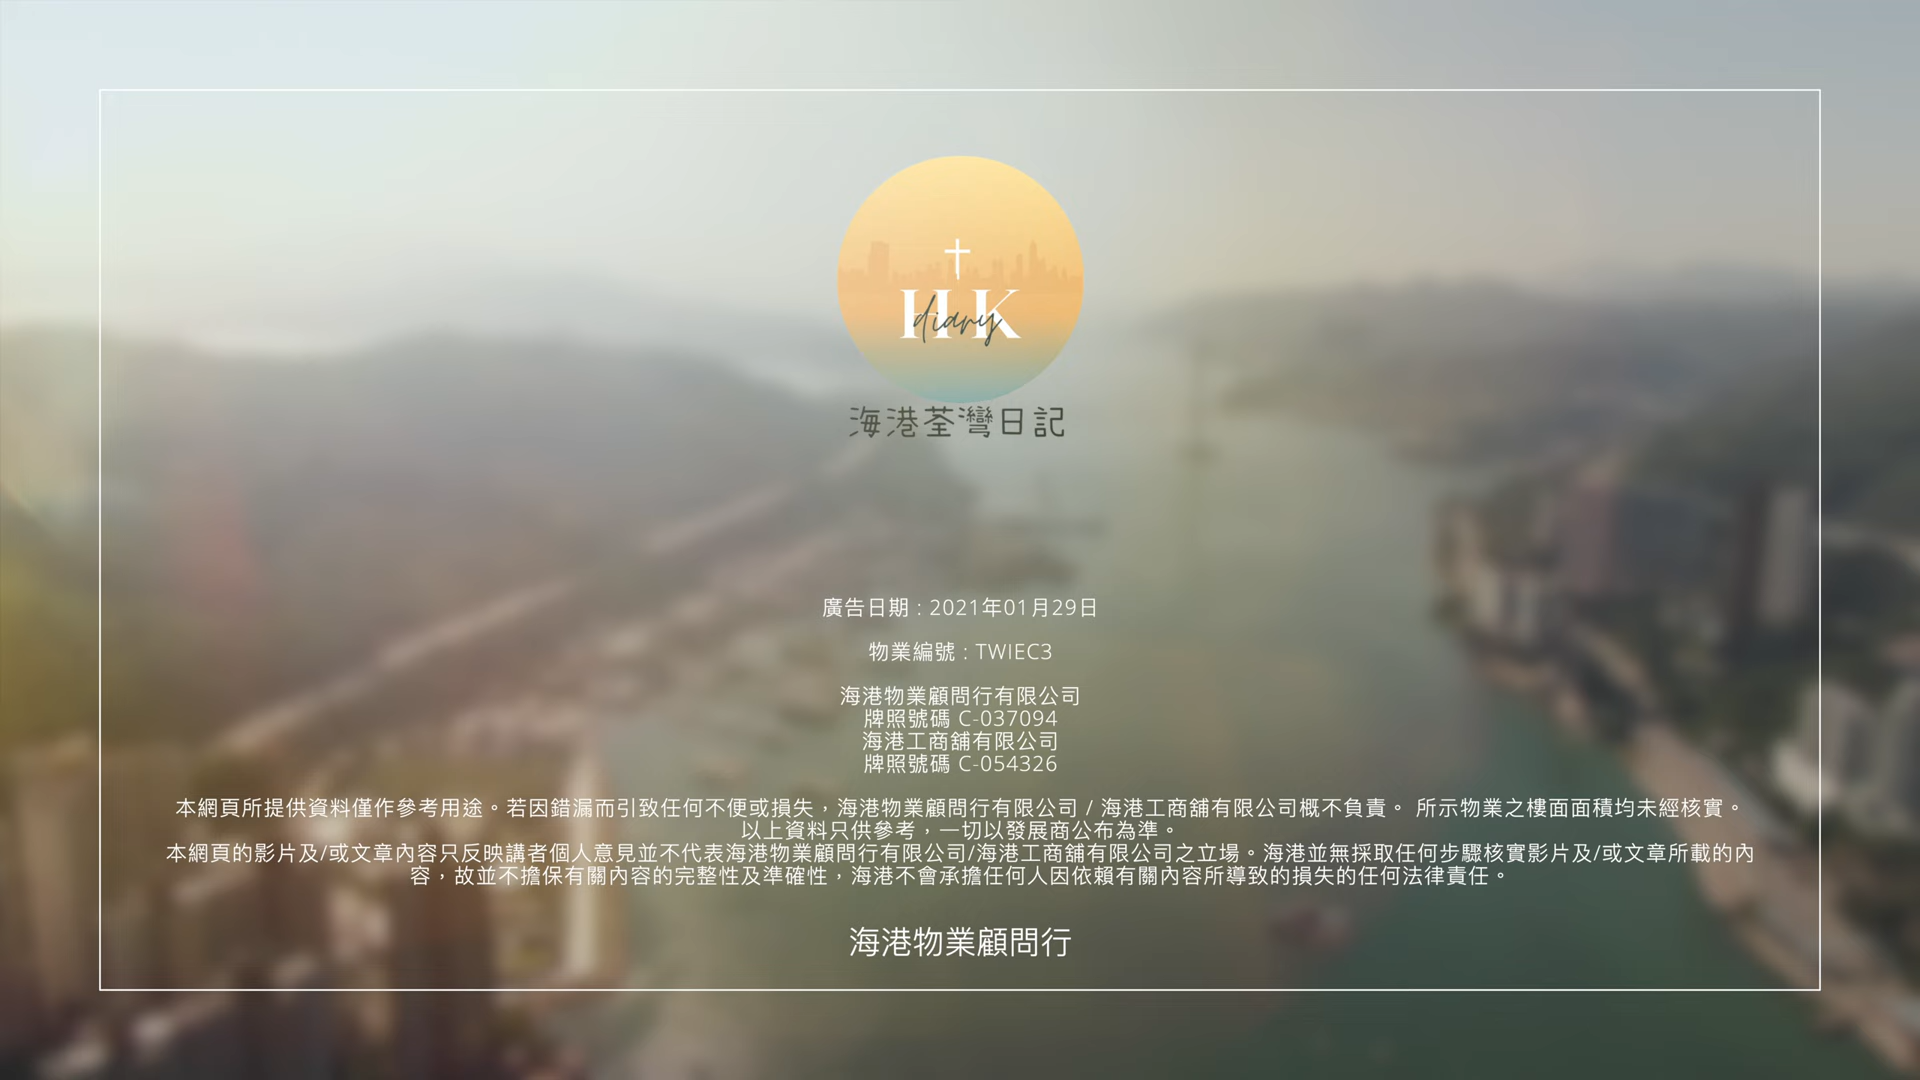 HK
diary
海港荃灣日記
廣告日期 : 2021年01月29日
物業編號 : TWIEC3
海港物業顧問行有限公司
牌照號碼 C-037094
海港工商舖有限公司
牌照號碼 C-054326
本網頁所提供資料僅作參考用途。若因錯漏而引致任何不便或損失，海港物業顧問行有限公司 / 海港工商舖有限公司概不負責。 所示物業之樓面面積均未經核實。
以上資料只供參考，一切以發展商公布為準。
本網頁的影片及/或文章內容只反映講者個人意見並不代表海港物業顧問行有限公司/海港工商舖有限公司之立場。海港並無採取任何步驟核實影片及/或文章所載的內
容，故並不擔保有關內容的完整性及準確性，海港不會承擔任何人因依賴有關內容所導致的損失的任何法律責任。
海港物業顧問行